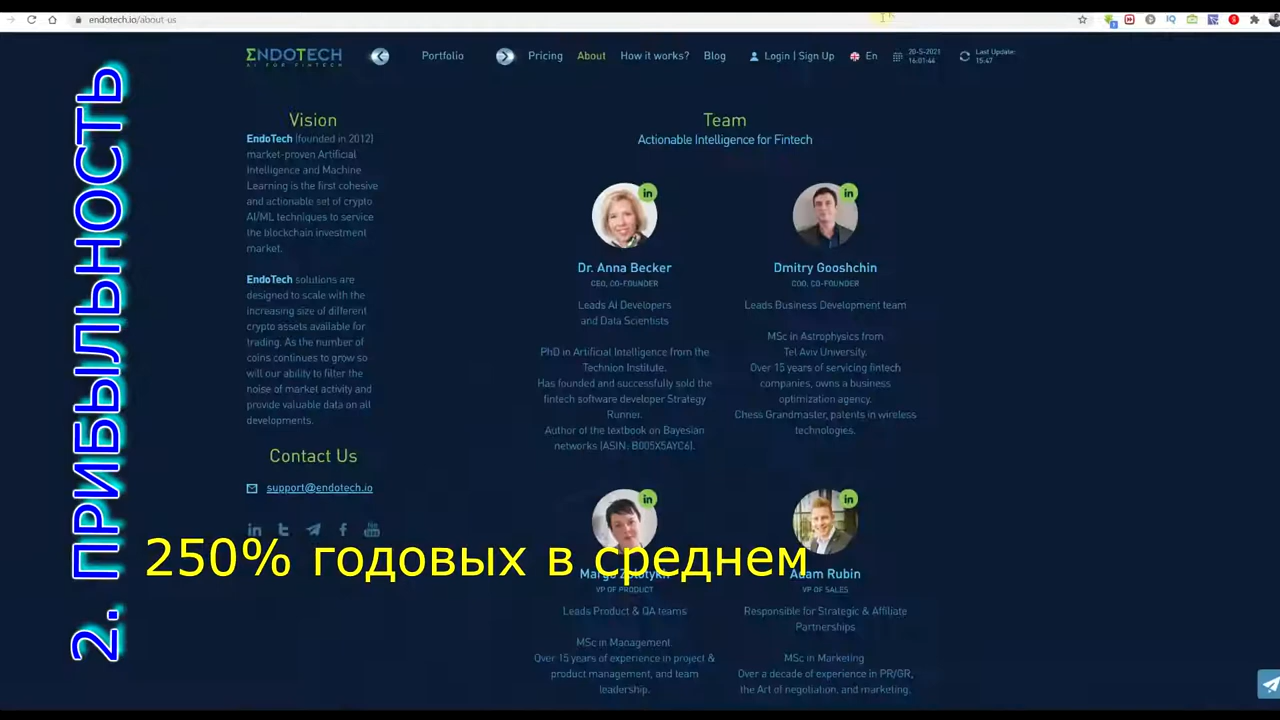 endotech.io/about-us
ENDOTECH
AI FOR FINTECH
Portfolio
Pricing
About
How it works?
Blog
Login | Sign Up
En
20-5-2021
16:01:44
Last Update:
15:47
2. ПРИБЫЛЬНОСТЬ
Vision
EndoTech (founded in 2012)
market-proven Artificial
Intelligence and Machine
Learning is the first cohesive
and actionable set of crypto
AI/ML techniques to service
the blockchain investment
market.
EndoTech solutions are
designed to scale with the
increasing size of different
crypto assets available for
trading. As the number of
coins continues to grow so
will our ability to filter the
noise of market activity and
provide valuable data on all
developments.
Contact Us
support@endotech.io
Team
Actionable Intelligence for Fintech
Dr. Anna Becker
CEO, CO-FOUNDER
Leads AI Developers
and Data Scientists
PhD in Artificial Intelligence from the
Technion Institute.
Has founded and successfully sold the
fintech software developer Strategy
Runner.
Author of the textbook on Bayesian
networks (ASIN: B005X5AYC6).
Dmitry Gooshchin
COO, CO-FOUNDER
Leads Business Development team
MSc in Astrophysics from
Tel Aviv University.
Over 15 years of servicing fintech
companies, owns a business
optimization agency.
Chess Grandmaster, patents in wireless
technologies.
250% годовых в среднем
Margo Zolotykh
VP OF PRODUCT
Leads Product & QA teams
MSc in Management
Over 15 years of experience in project &
product management, and team
leadership.
Adam Rubin
VP OF SALES
Responsible for Strategic & Affiliate
Partnerships
MSc in Marketing
Over a decade of experience in PR/GR,
the Art of negotiation, and marketing.